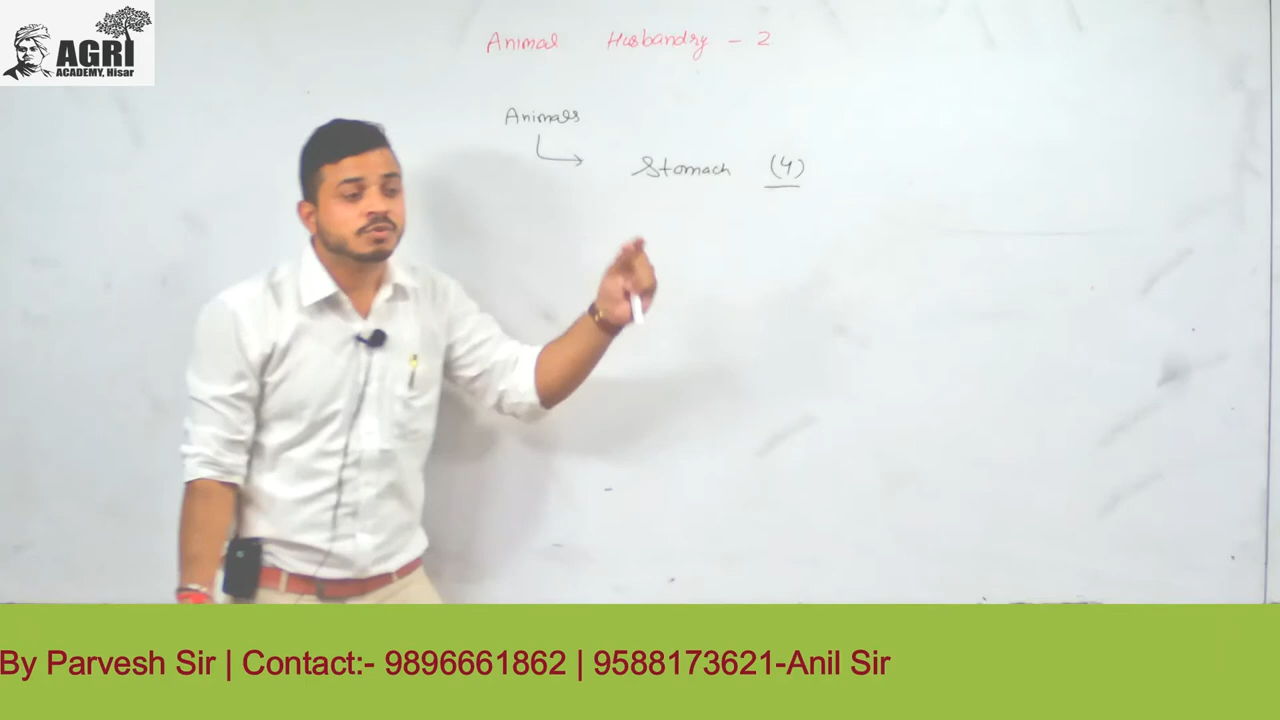 AGRI
ACADEMY, Hisar
Animal Husbandry - 2
Animals
Stomach (4)
By Parvesh Sir | Contact:- 9896661862 | 9588173621-Anil Sir